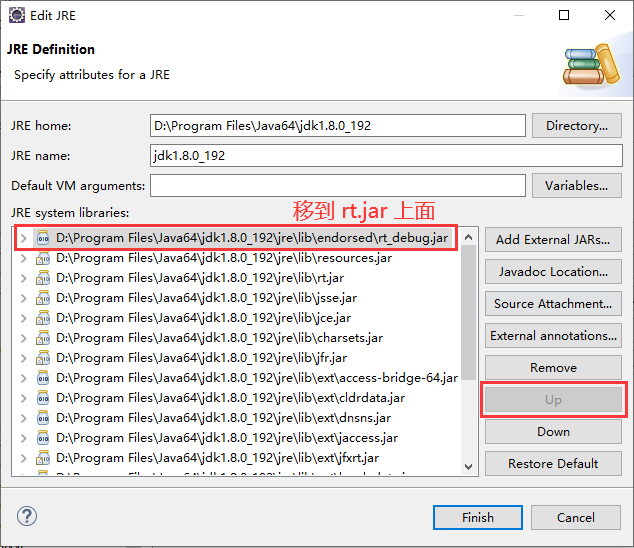 Edit JRE
JRE Definition
Specify attributes for a JRE
JRE home: D:\Program Files\Java64\jdk1.8.0_192 Directory...
JRE name: jdk1.8.0_192
Default VM arguments: Variables...
移到 rt.jar 上面
JRE system libraries:
D:\Program Files\Java64\jdk1.8.0_192\jre\lib\endorsed\rt_debug.jar
D:\Program Files\Java64\jdk1.8.0_192\jre\lib\resources.jar
D:\Program Files\Java64\jdk1.8.0_192\jre\lib\rt.jar
D:\Program Files\Java64\jdk1.8.0_192\jre\lib\jsse.jar
D:\Program Files\Java64\jdk1.8.0_192\jre\lib\jce.jar
D:\Program Files\Java64\jdk1.8.0_192\jre\lib\charsets.jar
D:\Program Files\Java64\jdk1.8.0_192\jre\lib\jfr.jar
D:\Program Files\Java64\jdk1.8.0_192\jre\lib\ext\access-bridge-64.jar
D:\Program Files\Java64\jdk1.8.0_192\jre\lib\ext\cldrdata.jar
D:\Program Files\Java64\jdk1.8.0_192\jre\lib\ext\dnsns.jar
D:\Program Files\Java64\jdk1.8.0_192\jre\lib\ext\jaccess.jar
D:\Program Files\Java64\jdk1.8.0_192\jre\lib\ext\jfxrt.jar
Add External JARs...
Javadoc Location...
Source Attachment...
External annotations...
Remove
Up
Down
Restore Default
Finish
Cancel